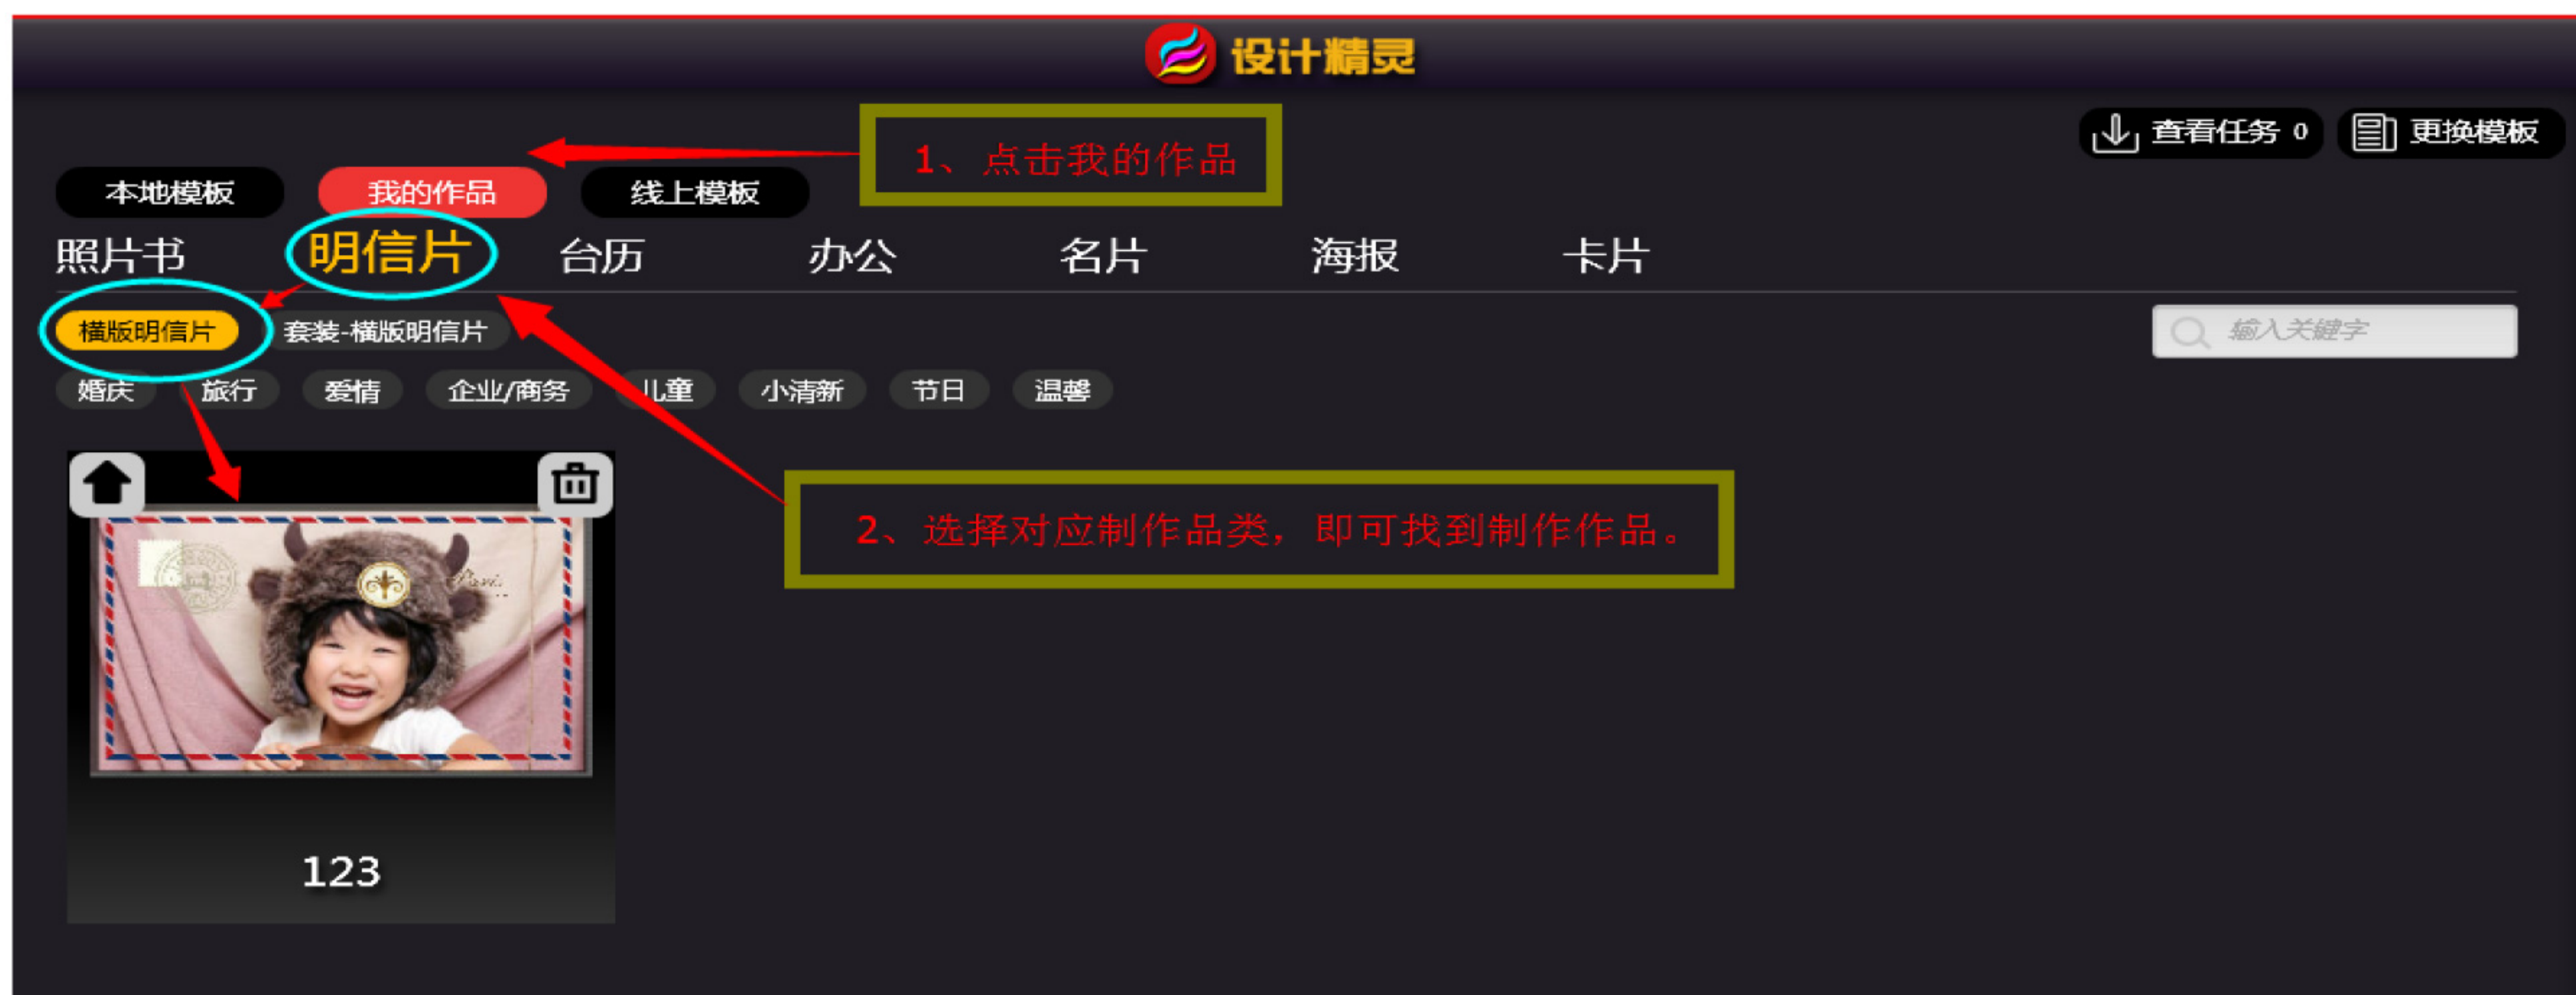 设计精灵
1、点击我的作品
查看任务 0 更换模板
本地模板 我的作品 线上模板
照片书 明信片 台历 办公 名片 海报 卡片
横版明信片 套装-横版明信片
输入关键字
婚庆 旅行 爱情 企业/商务 儿童 小清新 节日 温馨
2、选择对应制作品类，即可找到制作作品。
123